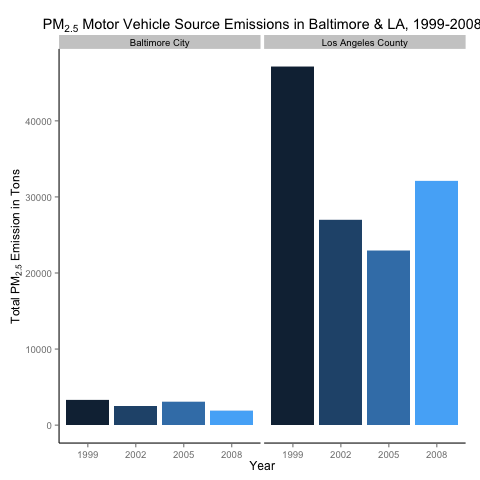 PM2.5 Motor Vehicle Source Emissions in Baltimore & LA, 1999-2008
Baltimore City
Los Angeles County
Total PM2.5 Emission in Tons
40000
30000
20000
10000
0
1999 2002 2005 2008
1999 2002 2005 2008
Year